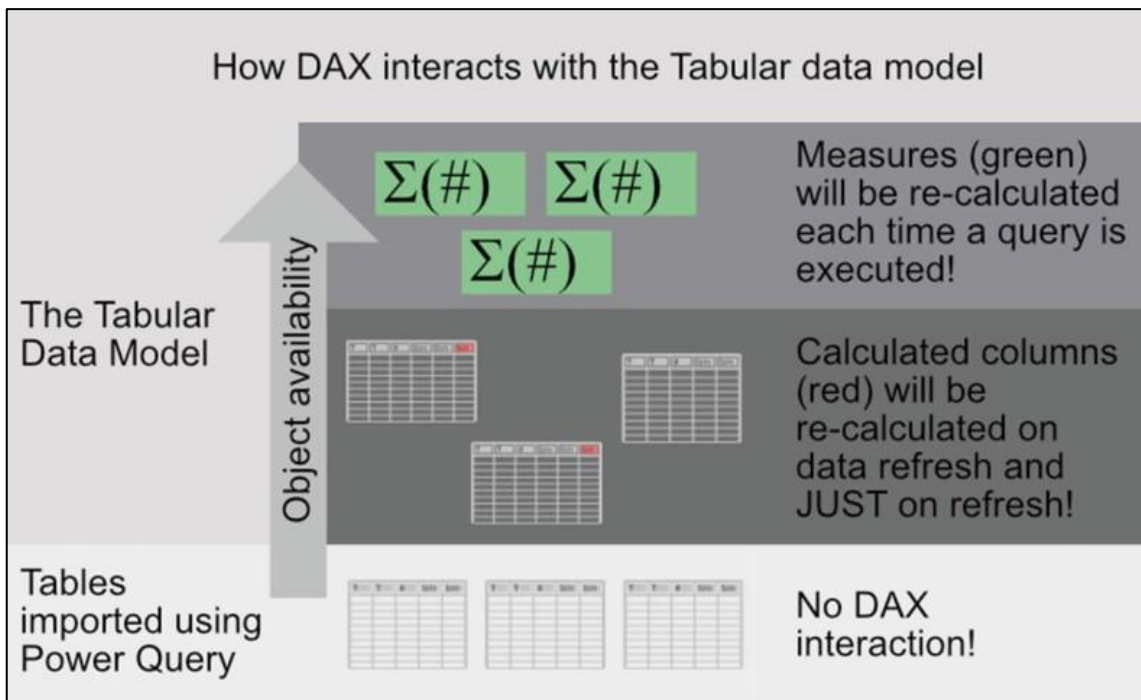 How DAX interacts with the Tabular data model
Σ(#)
Σ(#)
Σ(#)
Measures (green)
will be re-calculated
each time a query is
executed!
Object availability
The Tabular
Data Model
Calculated columns
(red) will be
re-calculated on
data refresh and
JUST on refresh!
Tables
imported using
Power Query
No DAX
interaction!